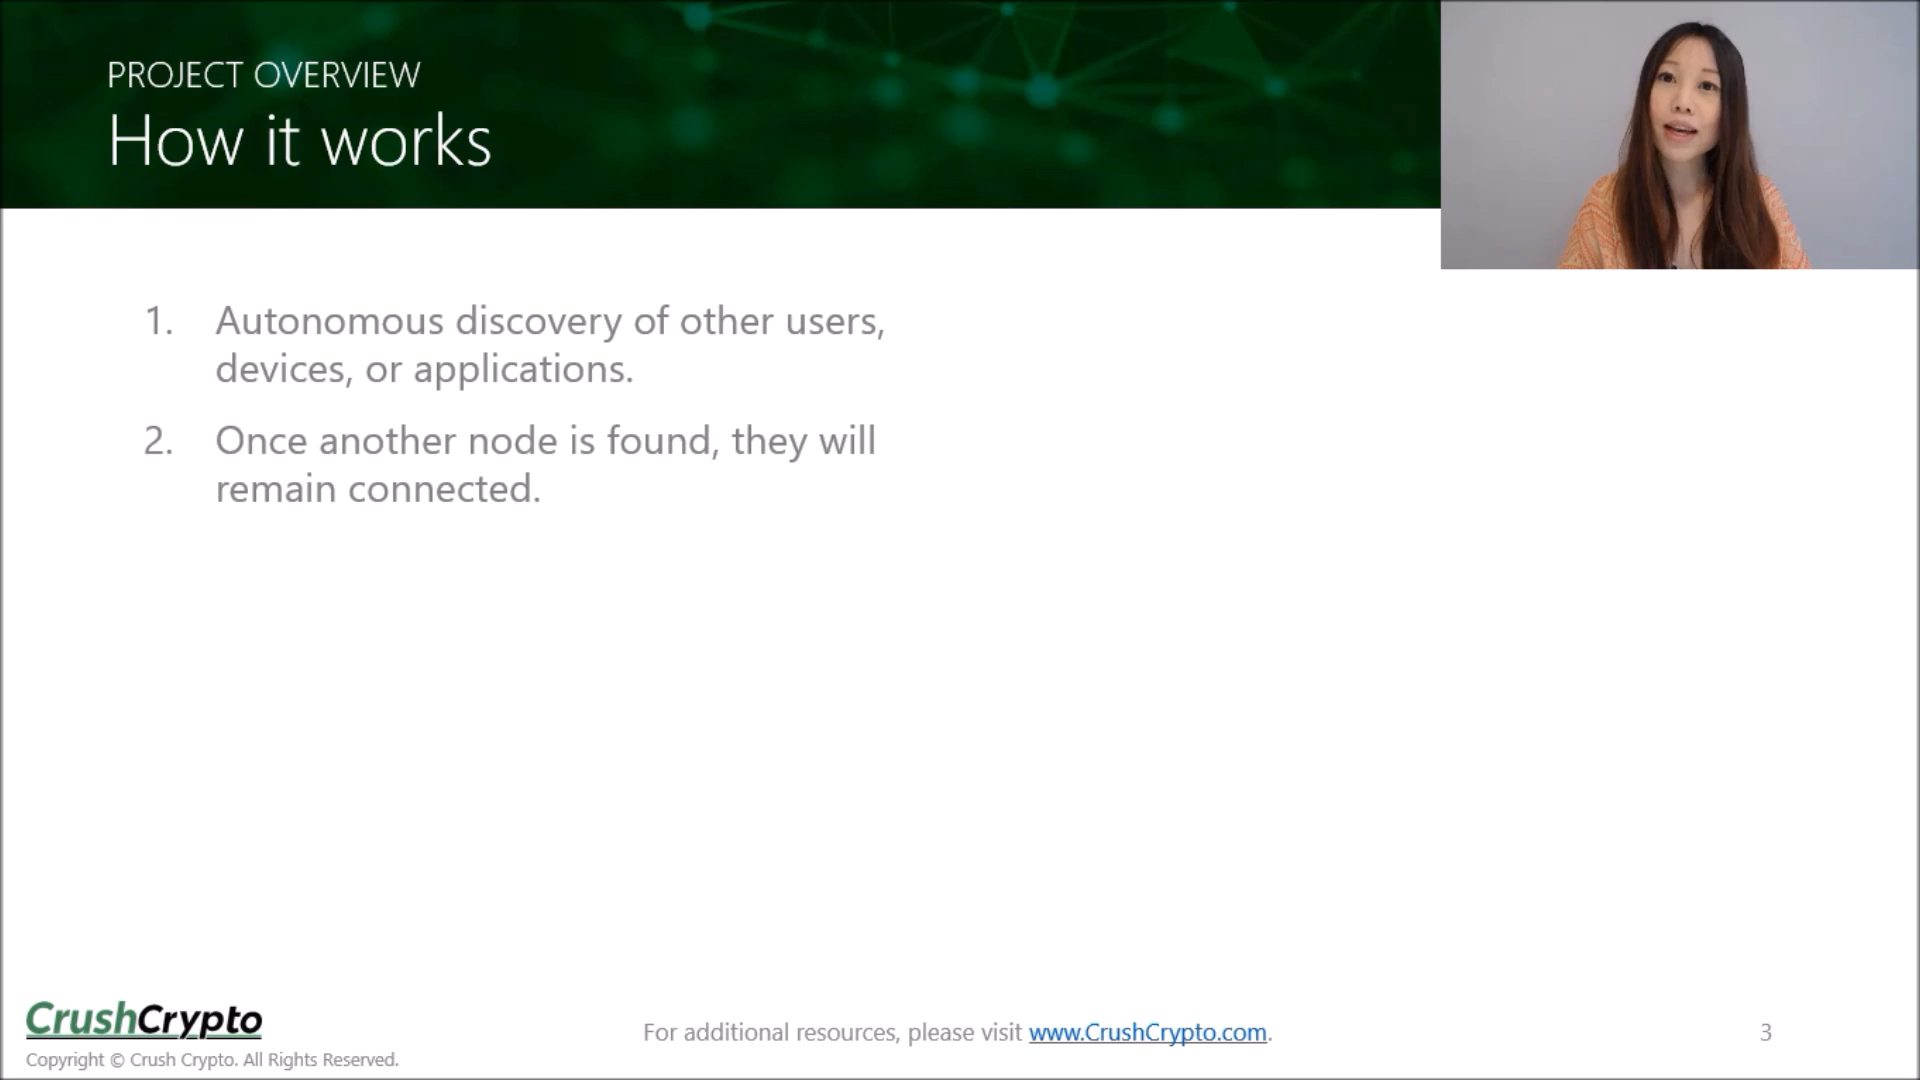 PROJECT OVERVIEW
How it works
1. Autonomous discovery of other users,
devices, or applications.
2. Once another node is found, they will
remain connected.
CrushCrypto
Copyright © Crush Crypto. All Rights Reserved.
For additional resources, please visit www.CrushCrypto.com.
3